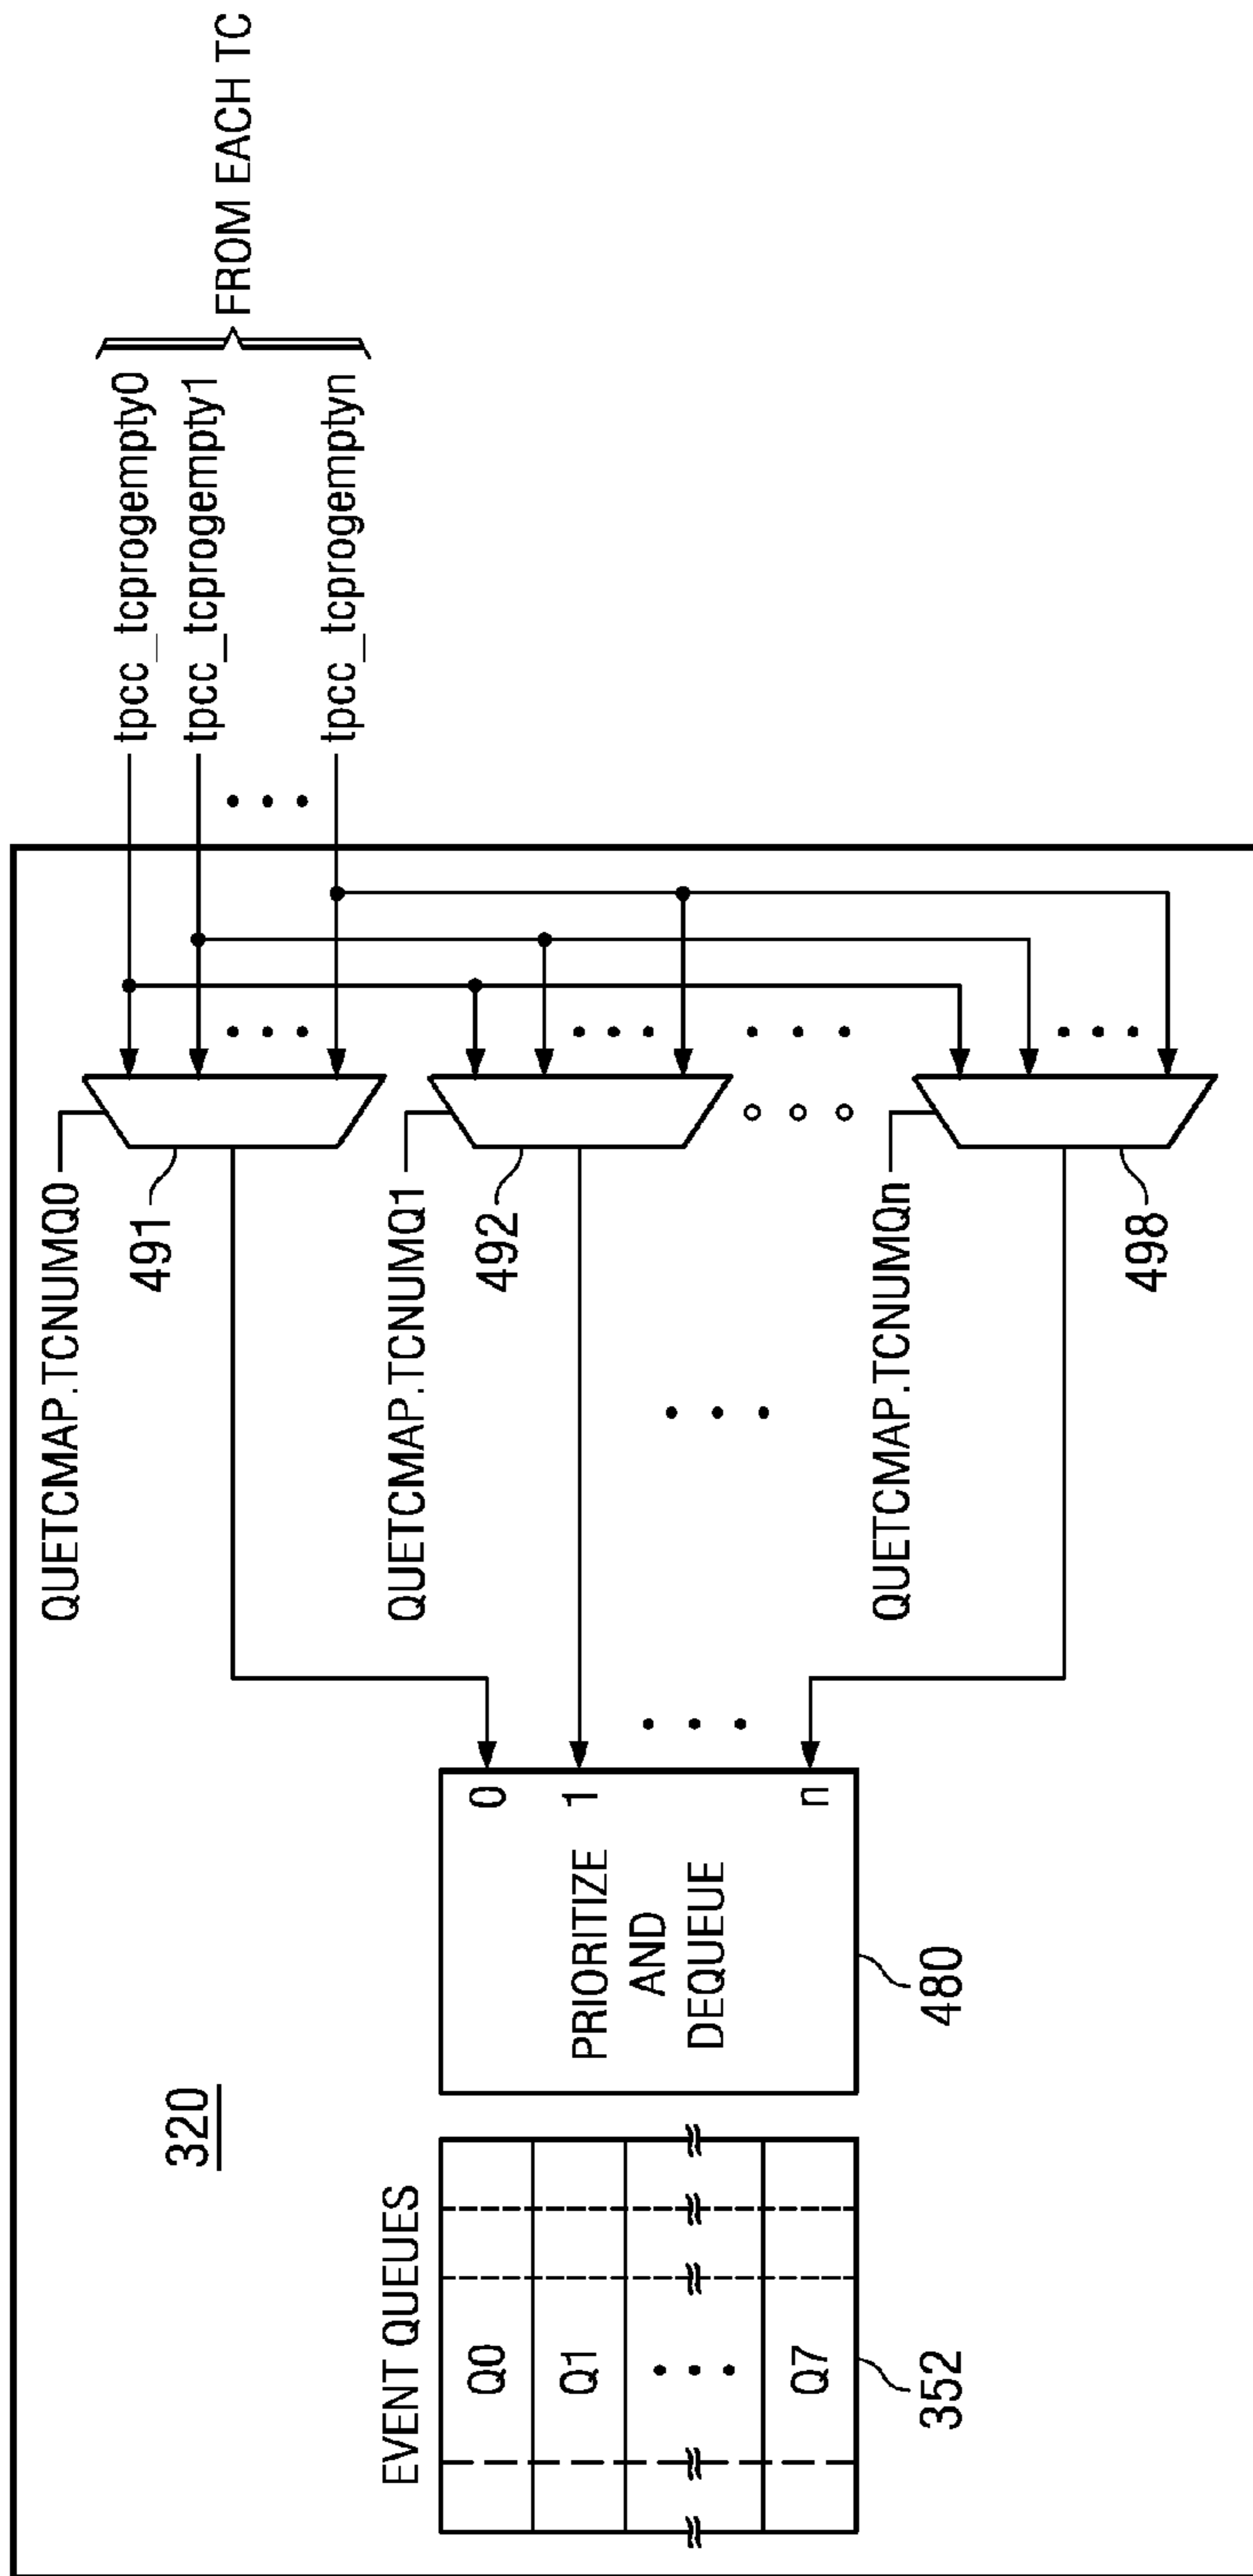 320
EVENT QUEUES
Q0
Q1
Q7
352
PRIORITIZE
AND
DEQUEUE
0
1
n
480
QUETCMAP.TCNUMQ0
491
QUETCMAP.TCNUMQ1
492
QUETCMAP.TCNUMQn
498
tpcc_tcprogempty0
tpcc_tcprogempty1
tpcc_tcprogemptyn
FROM EACH TC